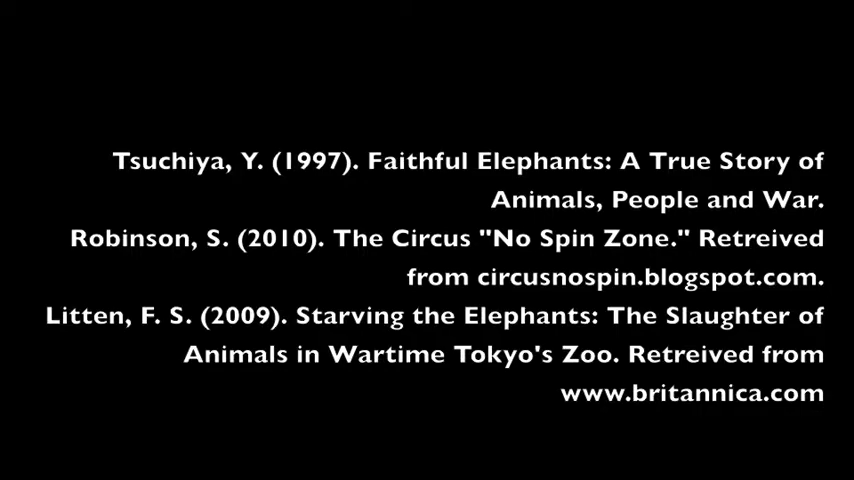 Tsuchiya, Y. (1997). Faithful Elephants: A True Story of
Animals, People and War.
Robinson, S. (2010). The Circus "No Spin Zone." Retreived
from circusnospin.blogspot.com.
Litten, F. S. (2009). Starving the Elephants: The Slaughter of
Animals in Wartime Tokyo's Zoo. Retreived from
www.britannica.com